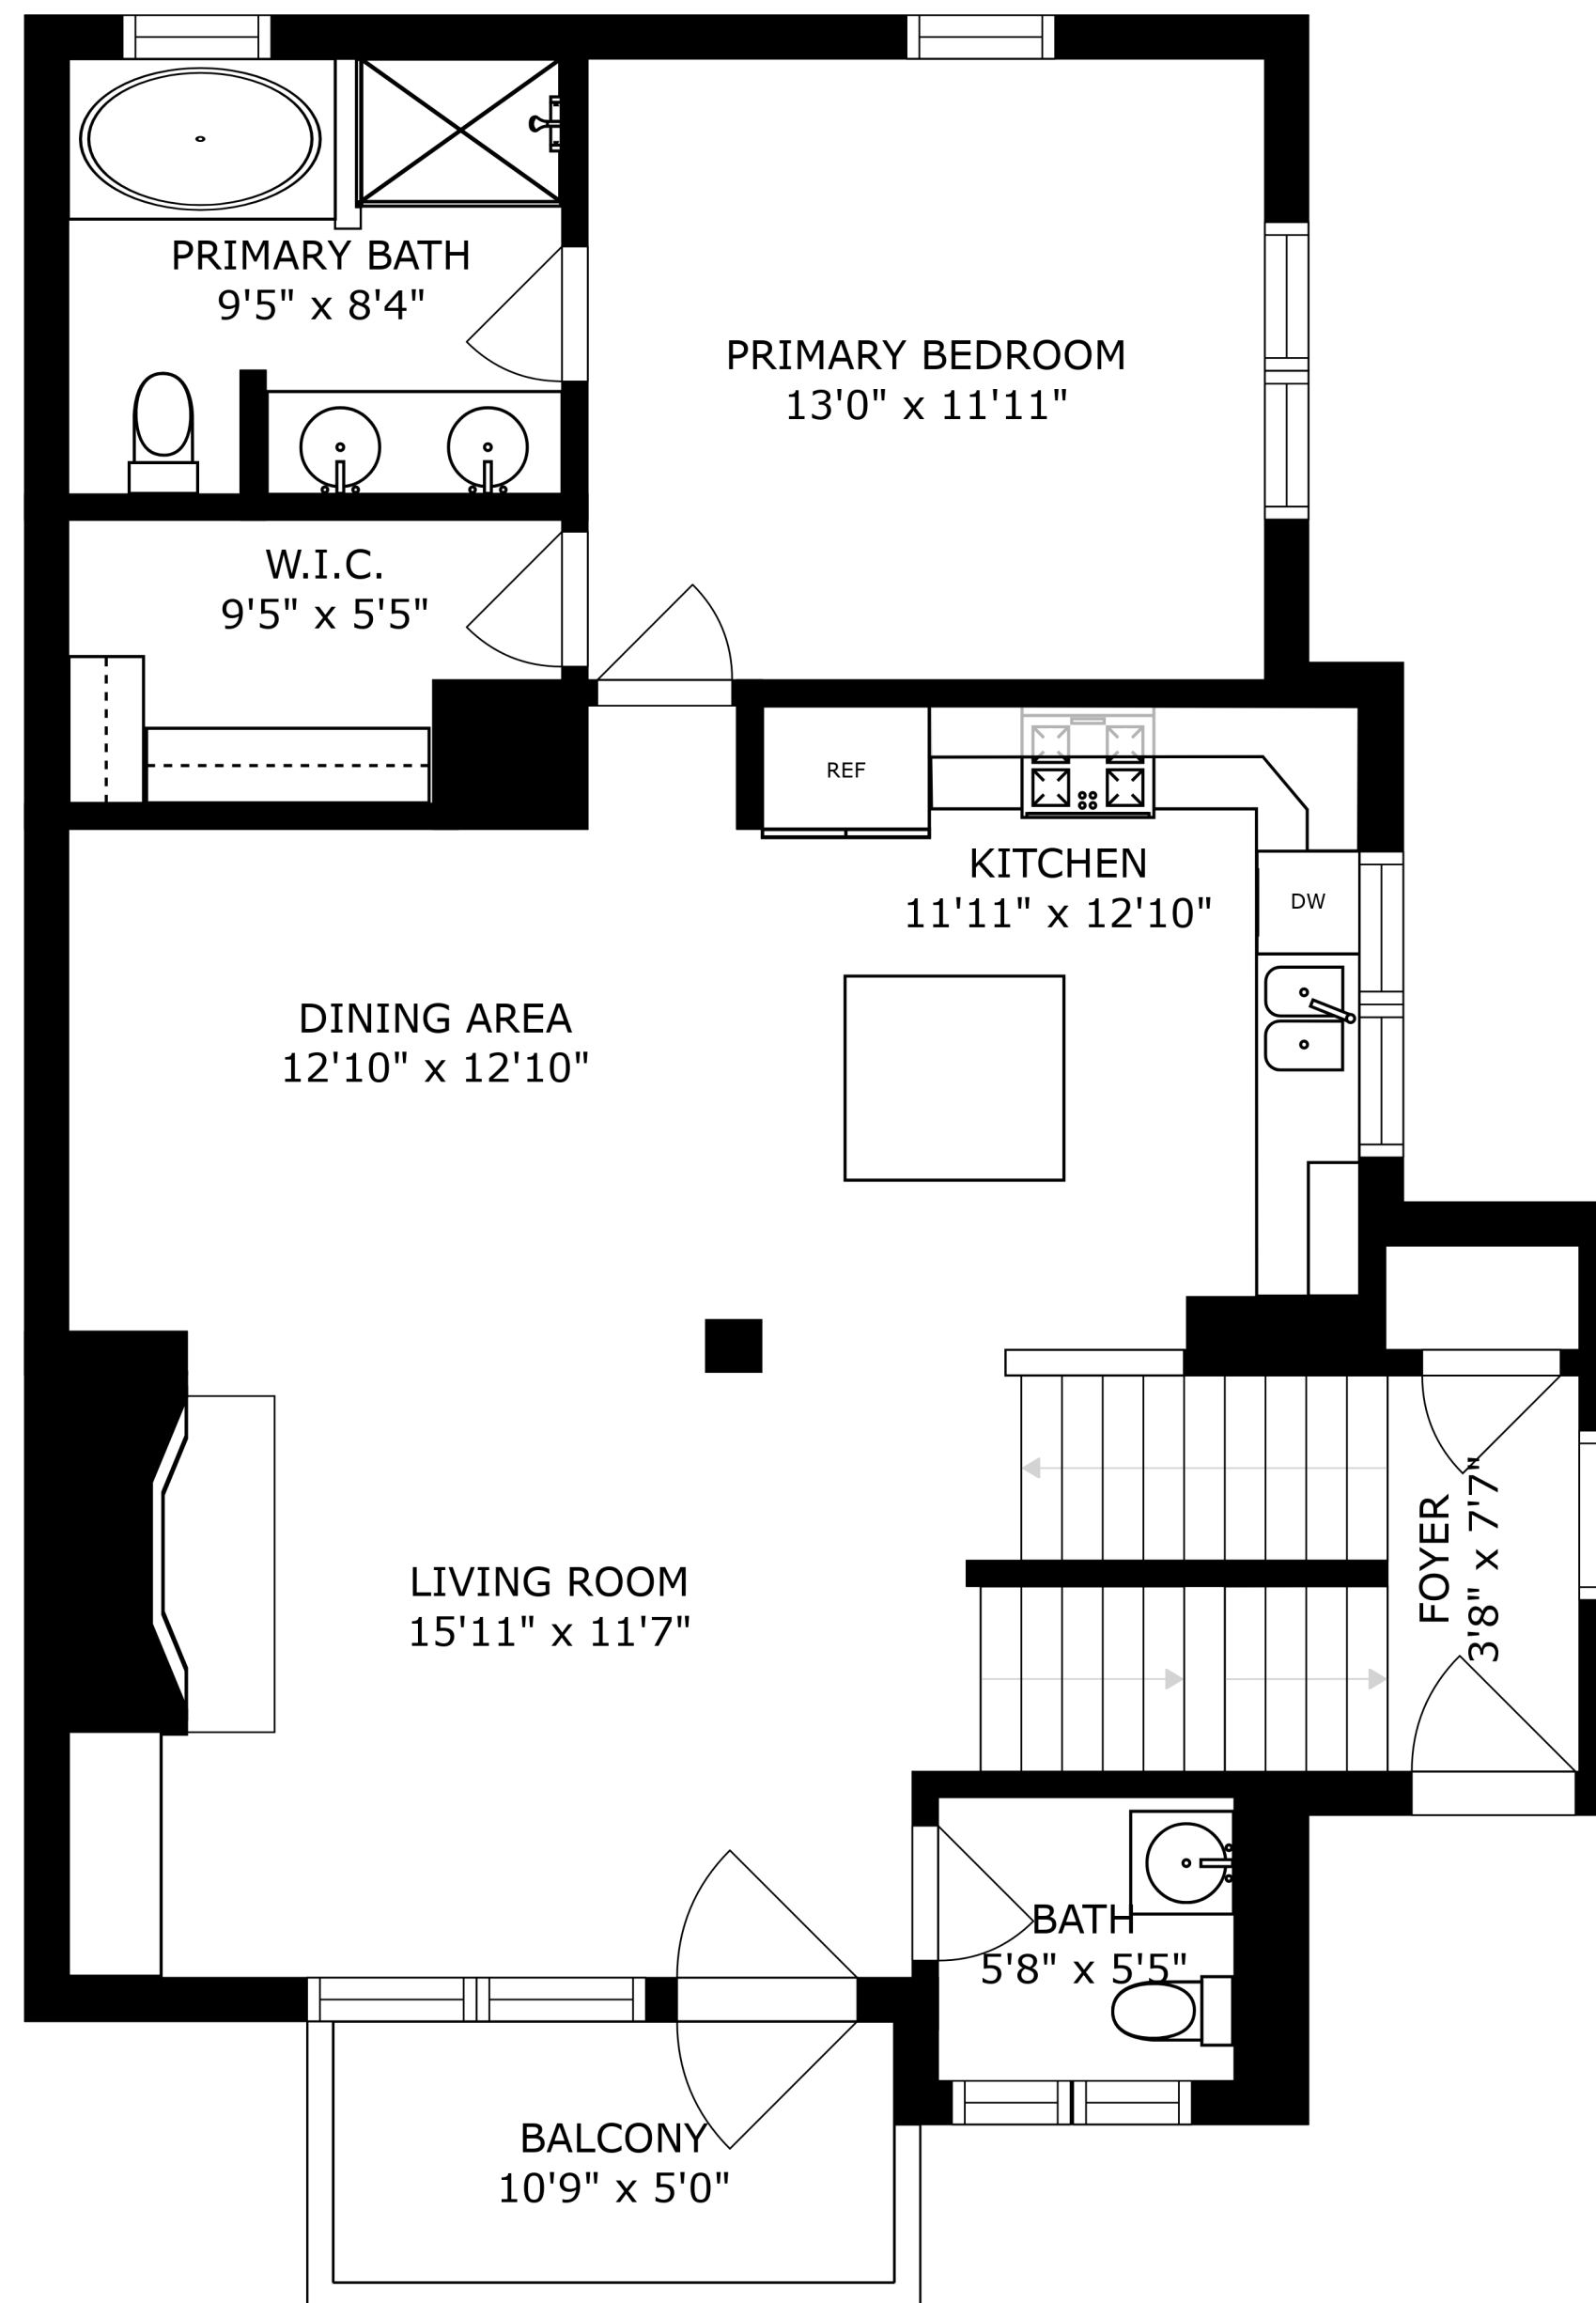 PRIMARY BATH
9'5" x 8'4"
PRIMARY BEDROOM
13'0" x 11'11"
W.I.C.
9'5" x 5'5"
REF
KITCHEN
11'11" x 12'10"
DW
DINING AREA
12'10" x 12'10"
FOYER
3'8" x 7'7"
LIVING ROOM
15'11" x 11'7"
BATH
5'8" x 5'5"
BALCONY
10'9" x 5'0"